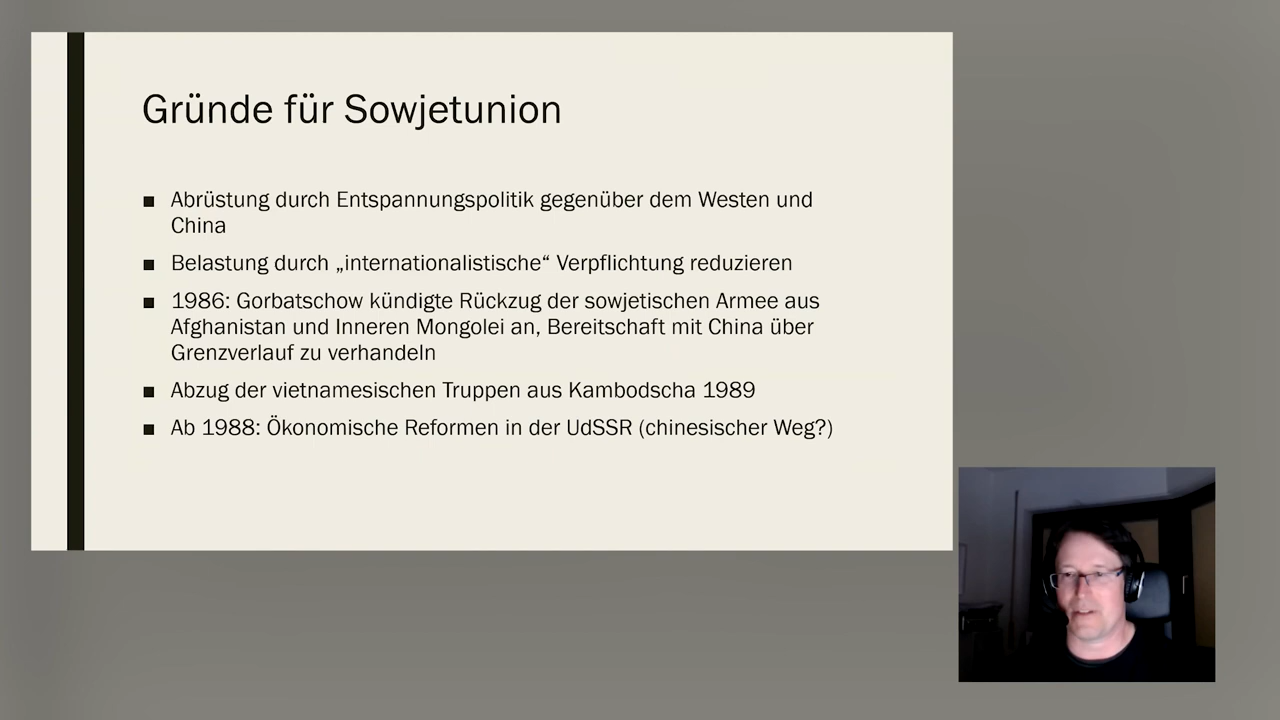 Gründe für Sowjetunion
■ Abrüstung durch Entspannungspolitik gegenüber dem Westen und
China
■ Belastung durch „internationalistische“ Verpflichtung reduzieren
■ 1986: Gorbatschow kündigte Rückzug der sowjetischen Armee aus
Afghanistan und Inneren Mongolei an, Bereitschaft mit China über
Grenzverlauf zu verhandeln
■ Abzug der vietnamesischen Truppen aus Kambodscha 1989
■ Ab 1988: Ökonomische Reformen in der UdSSR (chinesischer Weg?)